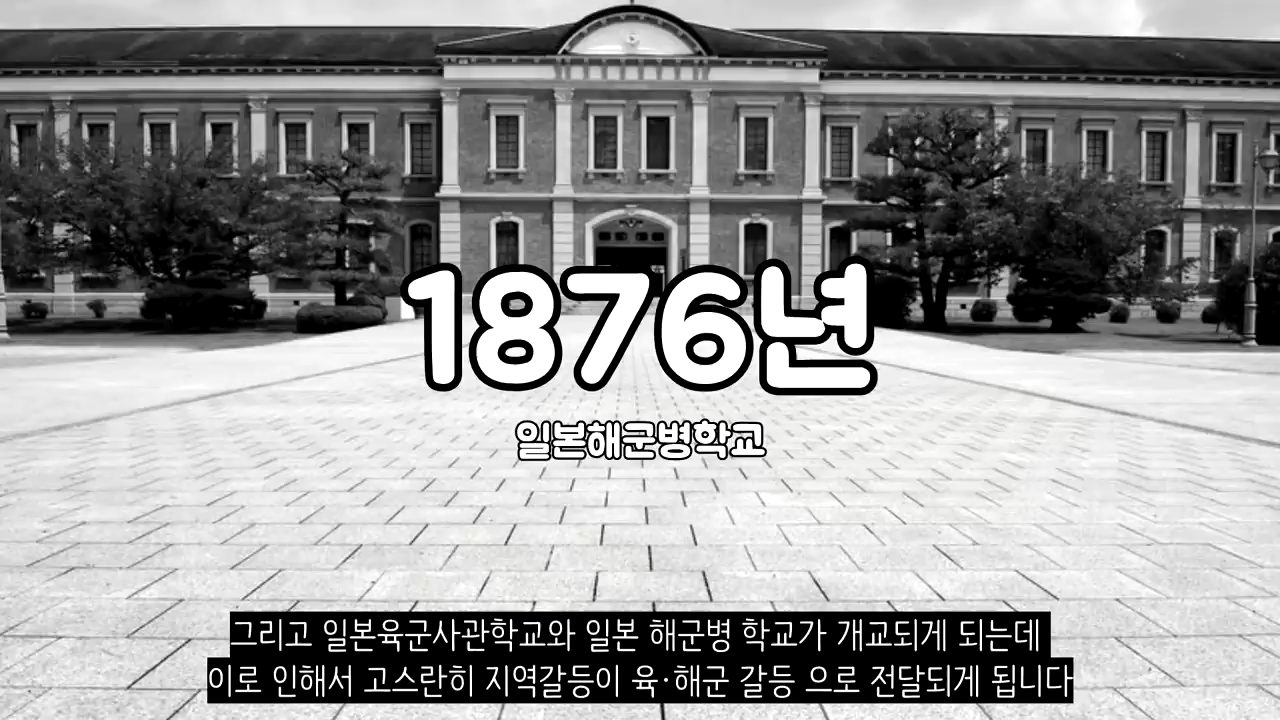 1876년
일본해군병학교
그리고 일본육군사관학교와 일본 해군병 학교가 개교되게 되는데
이로 인해서 고스란히 지역갈등이 육·해군 갈등 으로 전달되게 됩니다